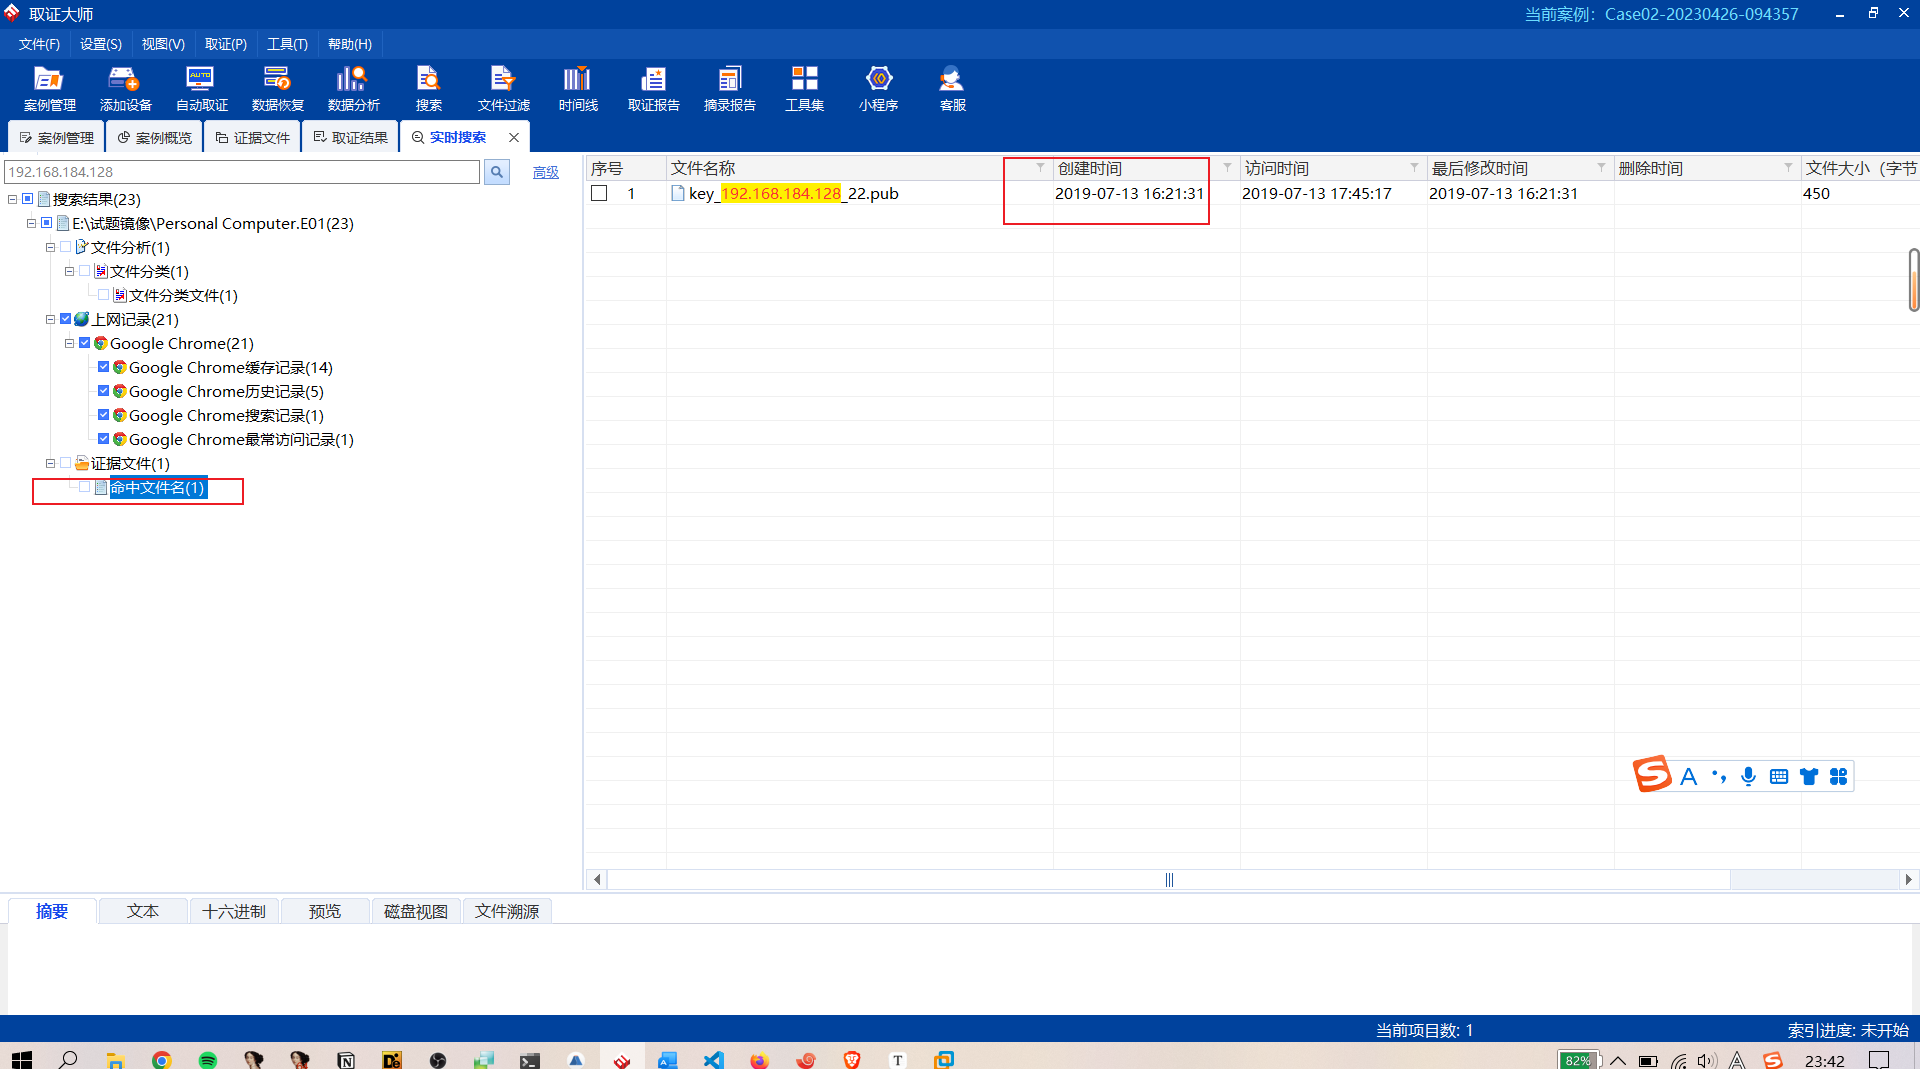 取证大师
当前案例：Case02-20230426-094357
文件(F) 设置(S) 视图(V) 取证(P) 工具(T) 帮助(H)
AUTO
案例管理 添加设备 自动取证 数据恢复 数据分析 搜索 文件过滤 时间线 取证报告 摘录报告 工具集 小程序 客服
案例管理 案例概览 证据文件 取证结果 实时搜索
192.168.184.128 高级
序号 文件名称 创建时间 访问时间 最后修改时间 删除时间 文件大小（字节
1 key_192.168.184.128_22.pub 2019-07-13 16:21:31 2019-07-13 17:45:17 2019-07-13 16:21:31 450
搜索结果(23)
E:\试题镜像\Personal Computer.E01(23)
文件分析(1)
文件分类(1)
文件分类文件(1)
上网记录(21)
Google Chrome(21)
Google Chrome缓存记录(14)
Google Chrome历史记录(5)
Google Chrome搜索记录(1)
Google Chrome最常访问记录(1)
证据文件(1)
命中文件名(1)
S A
摘要 文本 十六进制 预览 磁盘视图 文件溯源
当前项目数: 1 索引进度: 未开始
82% 23:42